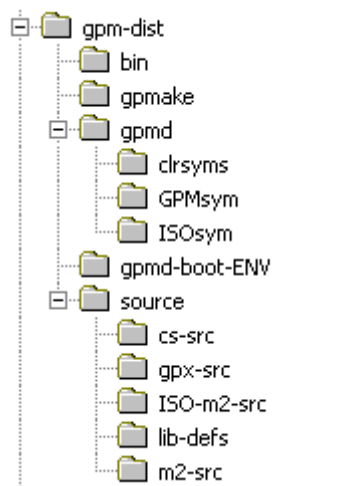 gpm-dist
bin
gpmake
gpmd
clrsyms
GPMsym
ISOsym
gpmd-boot-ENV
source
cs-src
gpx-src
ISO-m2-src
lib-defs
m2-src